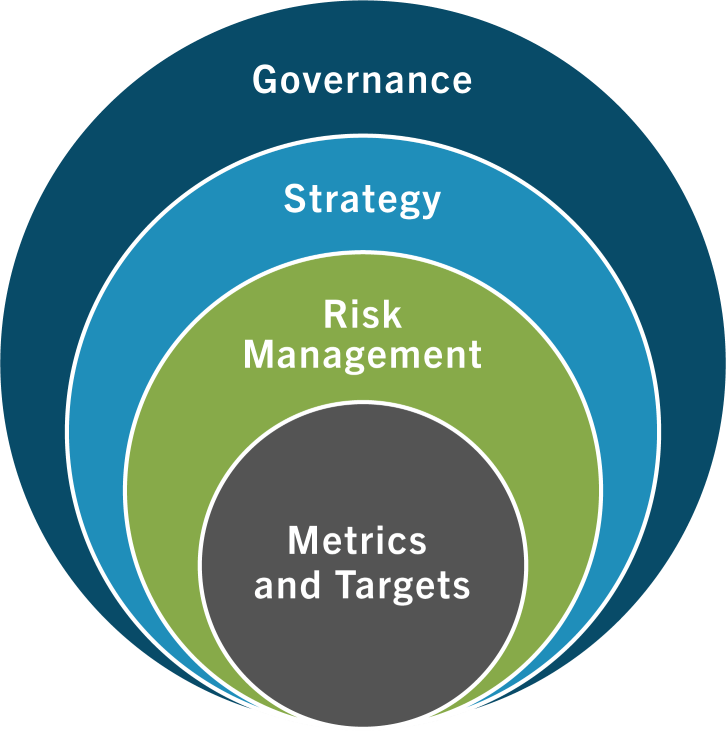 Governance
Strategy
Risk
Management
Metrics
and Targets